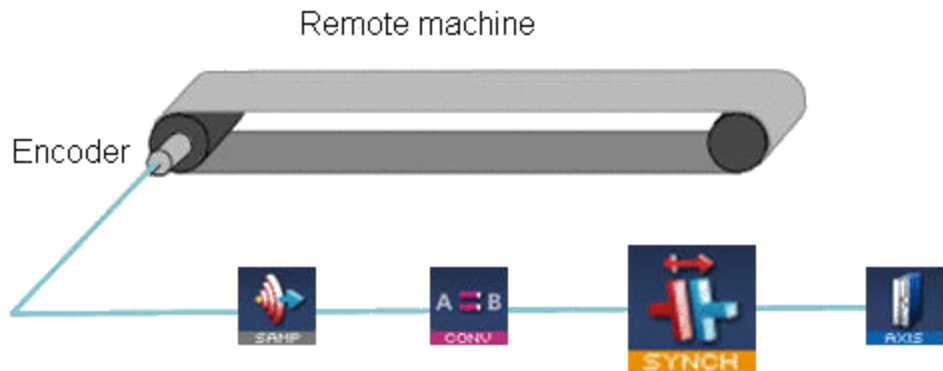 Remote machine
Encoder
A B
SAMP
CONV
SYNCH
AXIS